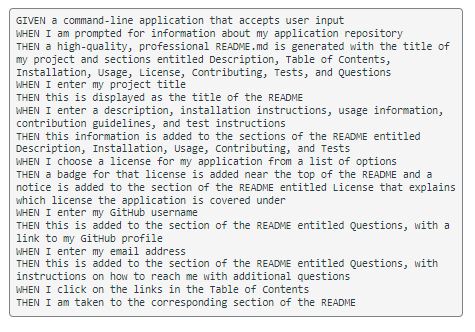 GIVEN a command-line application that accepts user input
WHEN I am prompted for information about my application repository
THEN a high-quality, professional README.md is generated with the title of
my project and sections entitled Description, Table of Contents,
Installation, Usage, License, Contributing, Tests, and Questions
WHEN I enter my project title
THEN this is displayed as the title of the README
WHEN I enter a description, installation instructions, usage information,
contribution guidelines, and test instructions
THEN this information is added to the sections of the README entitled
Description, Installation, Usage, Contributing, and Tests
WHEN I choose a license for my application from a list of options
THEN a badge for that license is added near the top of the README and a
notice is added to the section of the README entitled License that explains
which license the application is covered under
WHEN I enter my GitHub username
THEN this is added to the section of the README entitled Questions, with a
link to my GitHub profile
WHEN I enter my email address
THEN this is added to the section of the README entitled Questions, with
instructions on how to reach me with additional questions
WHEN I click on the links in the Table of Contents
THEN I am taken to the corresponding section of the README